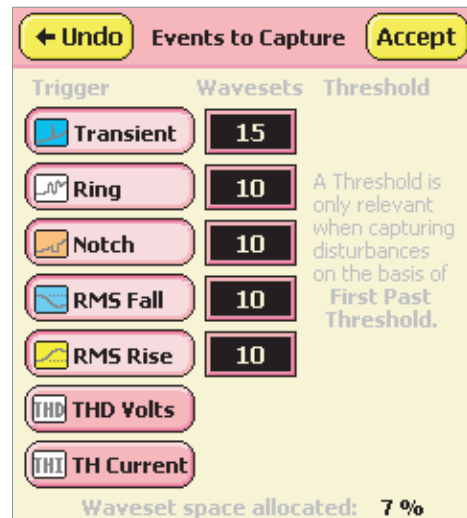 Undo Events to Capture Accept
Trigger Wavesets Threshold
Transient 15
Ring 10
Notch 10
RMS Fall 10
RMS Rise 10
A Threshold is
only relevant
when capturing
disturbances
on the basis of
First Past
Threshold.
THD THD Volts
THI TH Current
Waveset space allocated: 7 %